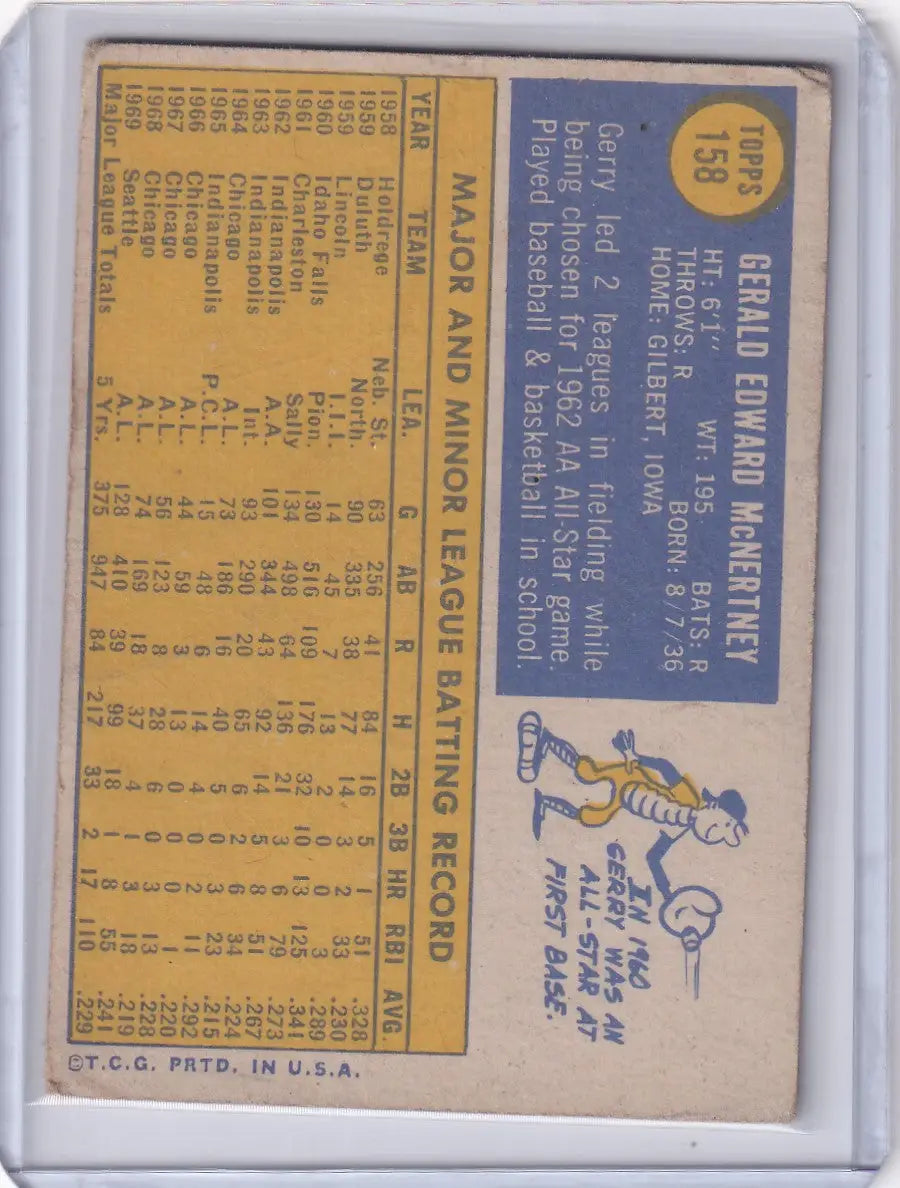 TOPPS
158
GERALD EDWARD McNERTNEY
HT: 6'1" WT: 195 BATS: R
THROWS: R BORN: 8/7/36
HOME: GILBERT, IOWA
Gerry led 2 leagues in fielding while
being chosen for 1962 AA All-Star game.
Played baseball & basketball in school.
IN 1960
GERRY WAS AN
ALL-STAR AT
FIRST BASE.
MAJOR AND MINOR LEAGUE BATTING RECORD
YEAR TEAM LEA. G AB R H 2B 3B HR RBI AVG.
1958 Holdrege Neb. St. 63 256 41 84 16 5 1 51 .328
1959 Duluth North. 90 335 38 77 14 3 2 33 .230
1959 Lincoln I.I.I. 14 45 7 13 2 0 0 3 .289
1960 Idaho Falls Pion. 130 516 109 176 32 10 13 125 .341
1961 Charleston Sally 134 498 64 136 21 3 6 79 .273
1962 Indianapolis A.A. 101 344 43 92 14 5 8 51 .267
1963 Indianapolis Int. 93 290 20 65 6 2 6 34 .224
1964 Chicago A.L. 73 186 16 40 5 0 3 23 .215
1965 Indianapolis P.C.L. 15 48 6 14 4 0 2 11 .292
1966 Chicago A.L. 44 59 3 13 0 0 0 1 .220
1967 Chicago A.L. 56 123 8 28 6 0 3 13 .228
1968 Chicago A.L. 74 169 18 37 4 1 3 18 .219
1969 Seattle A.L. 128 410 39 99 18 1 8 55 .241
Major League Totals 5 Yrs. 375 947 84 217 33 2 17 110 .229
©T.C.G. PRTD. IN U.S.A.